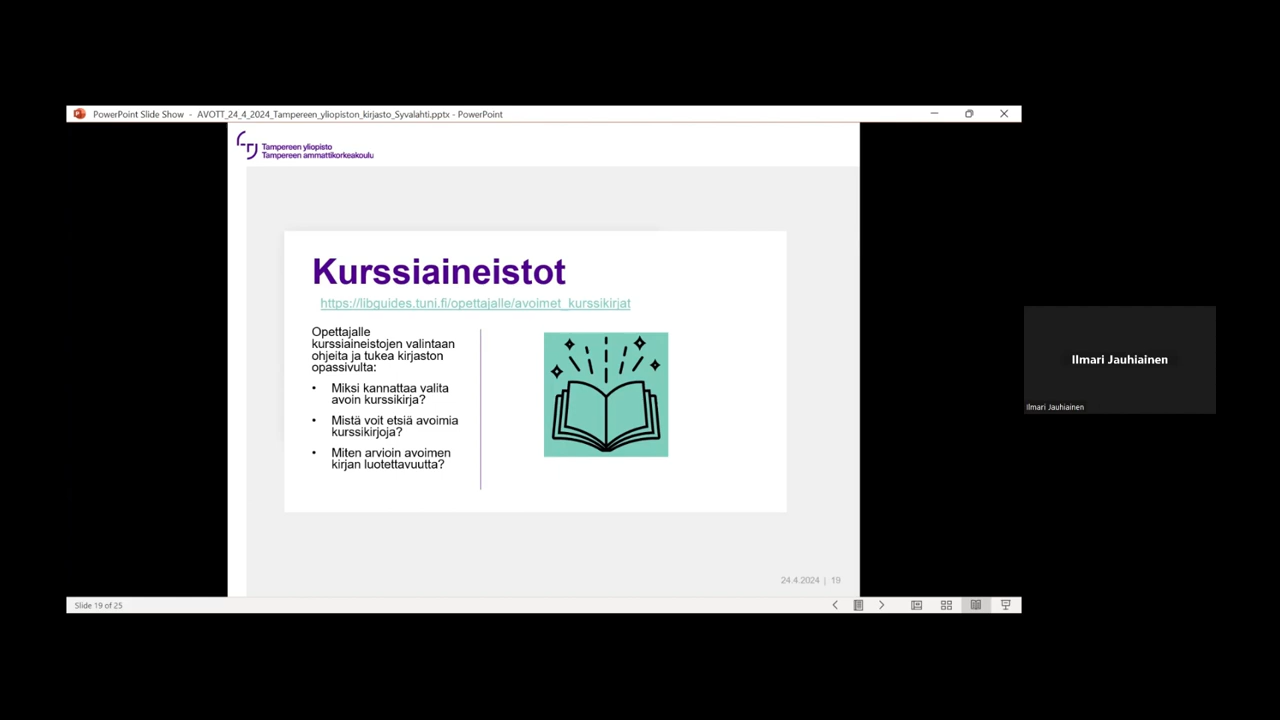 PowerPoint Slide Show - AVOTT_24_4_2024_Tampereen_yliopiston_kirjasto_Syvalahti.pptx - PowerPoint
Tampereen yliopisto
Tampereen ammattikorkeakoulu
Kurssiaineistot
https://libguides.tuni.fi/opettajalle/avoimet_kurssikirjat
Opettajalle
kurssiaineistojen valintaan
ohjeita ja tukea kirjaston
opassivulta:
• Miksi kannattaa valita
avoin kurssikirja?
• Mistä voit etsiä avoimia
kurssikirjoja?
• Miten arvioin avoimen
kirjan luotettavuutta?
24.4.2024 | 19
Slide 19 of 25
Ilmari Jauhiainen
Ilmari Jauhiainen